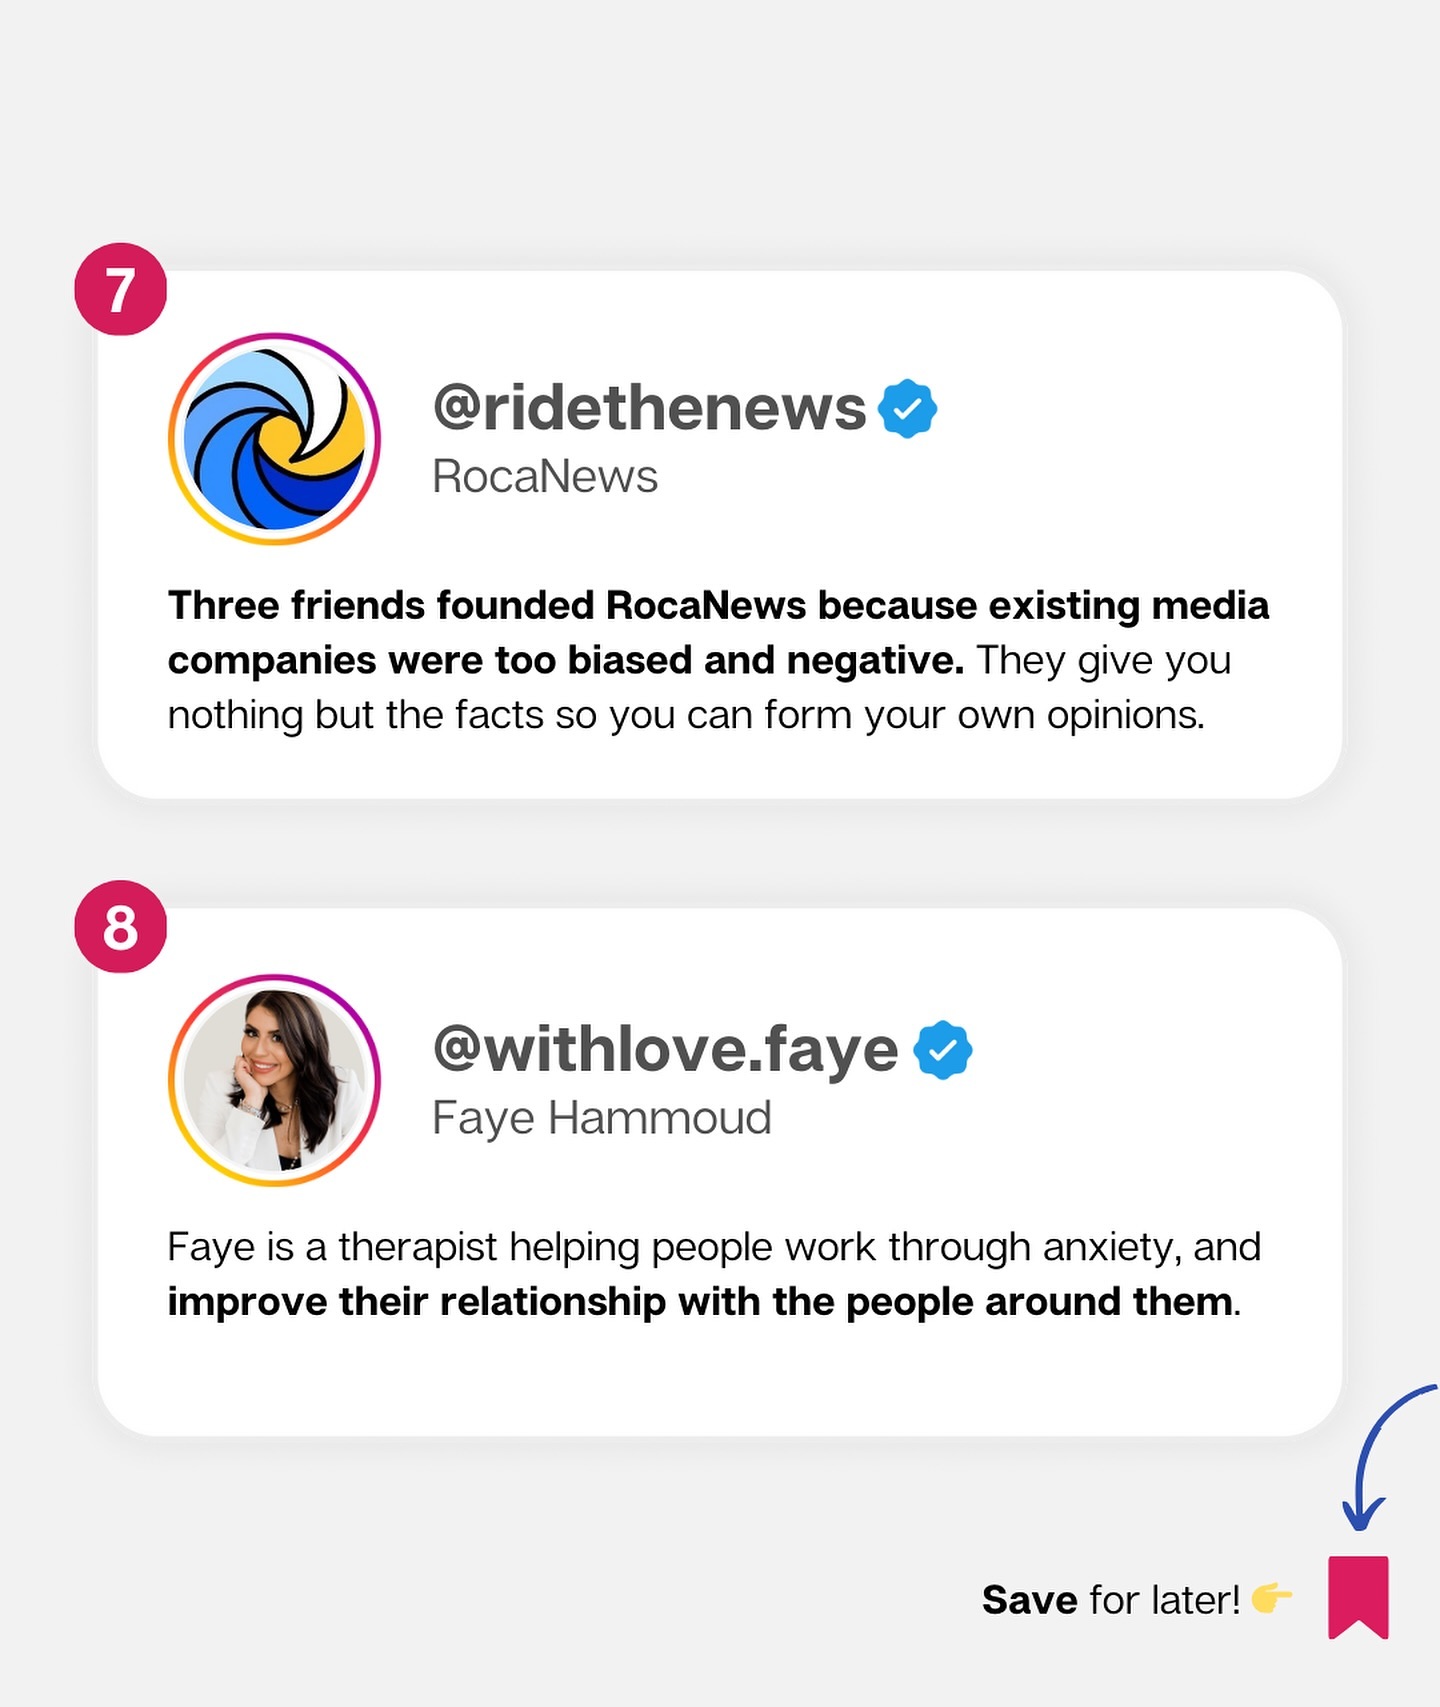 7
@ridethenews
RocaNews
Three friends founded RocaNews because existing media
companies were too biased and negative. They give you
nothing but the facts so you can form your own opinions.
8
@withlove.faye
Faye Hammoud
Faye is a therapist helping people work through anxiety, and
improve their relationship with the people around them.
Save for later! 👉